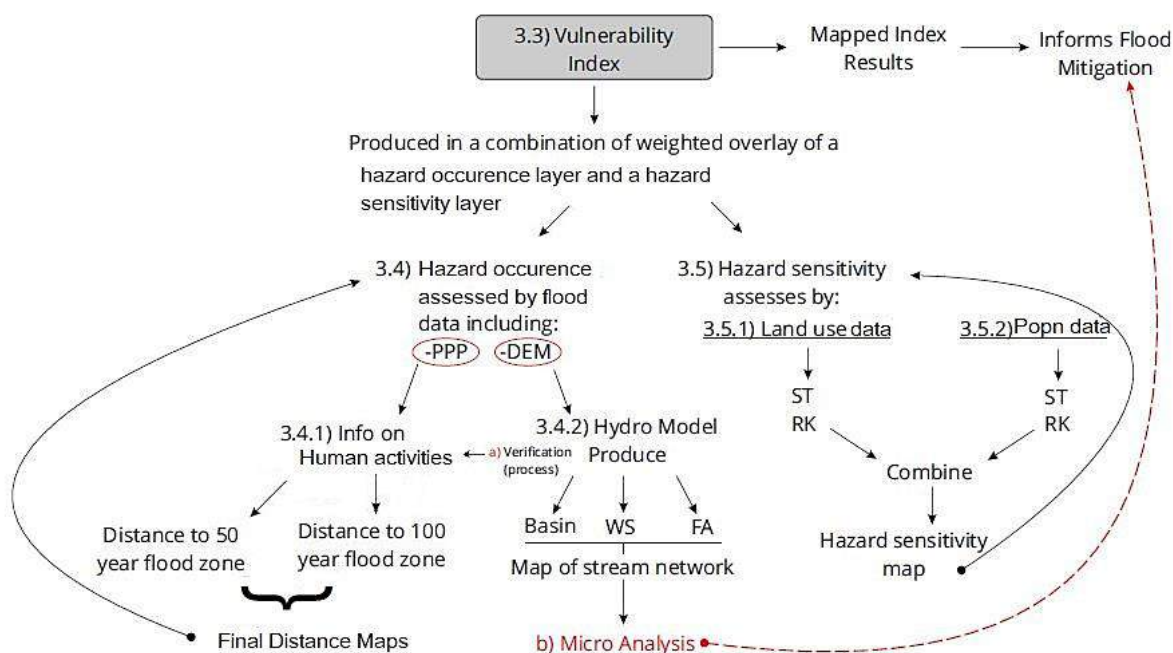 3.3) Vulnerability
Index
Mapped Index
Results
Informs Flood
Mitigation
Produced in a combination of weighted overlay of a
hazard occurence layer and a hazard
sensitivity layer
3.4) Hazard occurence
assessed by flood
data including:
-PPP -DEM
3.5) Hazard sensitivity
assesses by:
3.5.1) Land use data
3.5.2) Popn data
ST
RK
ST
RK
Combine
Hazard sensitivity
map
3.4.1) Info on
Human activities
a) Verification
(process)
3.4.2) Hydro Model
Produce
Distance to 50
year flood zone
Distance to 100
year flood zone
Final Distance Maps
Basin WS FA
Map of stream network
b) Micro Analysis